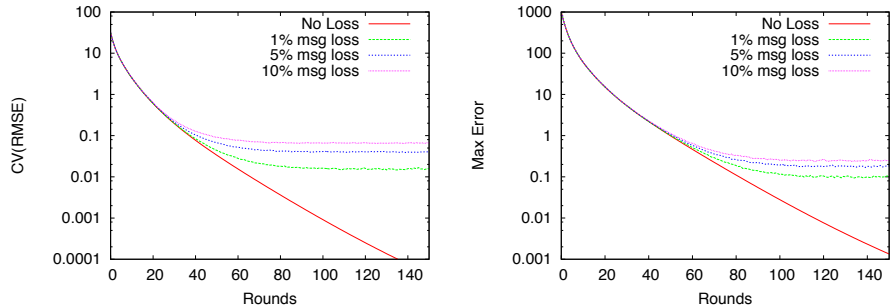 100
10
1
0.1
0.01
0.001
0.0001
CV(RMSE)
0 20 40 60 80 100 120 140
Rounds
No Loss
1% msg loss
5% msg loss
10% msg loss
1000
100
10
1
0.1
0.01
0.001
Max Error
0 20 40 60 80 100 120 140
Rounds
No Loss
1% msg loss
5% msg loss
10% msg loss